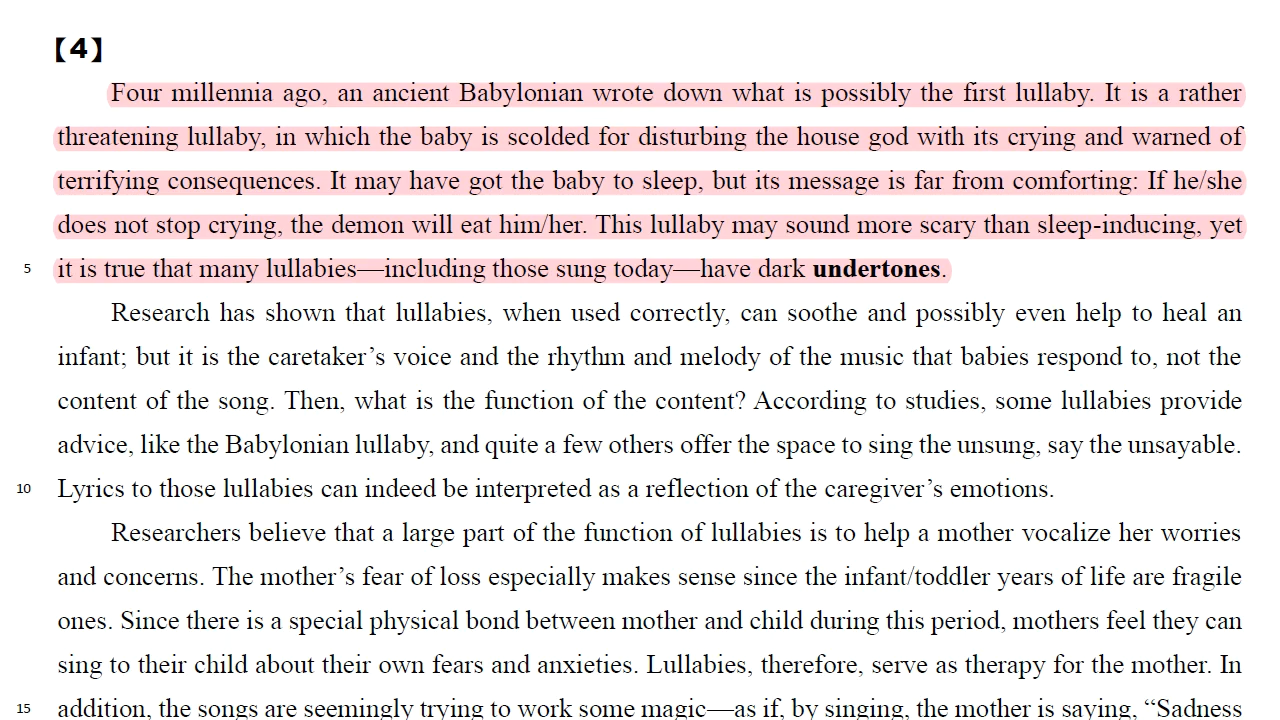 【4】
Four millennia ago, an ancient Babylonian wrote down what is possibly the first lullaby. It is a rather
threatening lullaby, in which the baby is scolded for disturbing the house god with its crying and warned of
terrifying consequences. It may have got the baby to sleep, but its message is far from comforting: If he/she
does not stop crying, the demon will eat him/her. This lullaby may sound more scary than sleep-inducing, yet
5 it is true that many lullabies—including those sung today—have dark undertones.
Research has shown that lullabies, when used correctly, can soothe and possibly even help to heal an
infant; but it is the caretaker’s voice and the rhythm and melody of the music that babies respond to, not the
content of the song. Then, what is the function of the content? According to studies, some lullabies provide
advice, like the Babylonian lullaby, and quite a few others offer the space to sing the unsung, say the unsayable.
10 Lyrics to those lullabies can indeed be interpreted as a reflection of the caregiver’s emotions.
Researchers believe that a large part of the function of lullabies is to help a mother vocalize her worries
and concerns. The mother’s fear of loss especially makes sense since the infant/toddler years of life are fragile
ones. Since there is a special physical bond between mother and child during this period, mothers feel they can
sing to their child about their own fears and anxieties. Lullabies, therefore, serve as therapy for the mother. In
15 addition, the songs are seemingly trying to work some magic—as if, by singing, the mother is saying, “Sadness